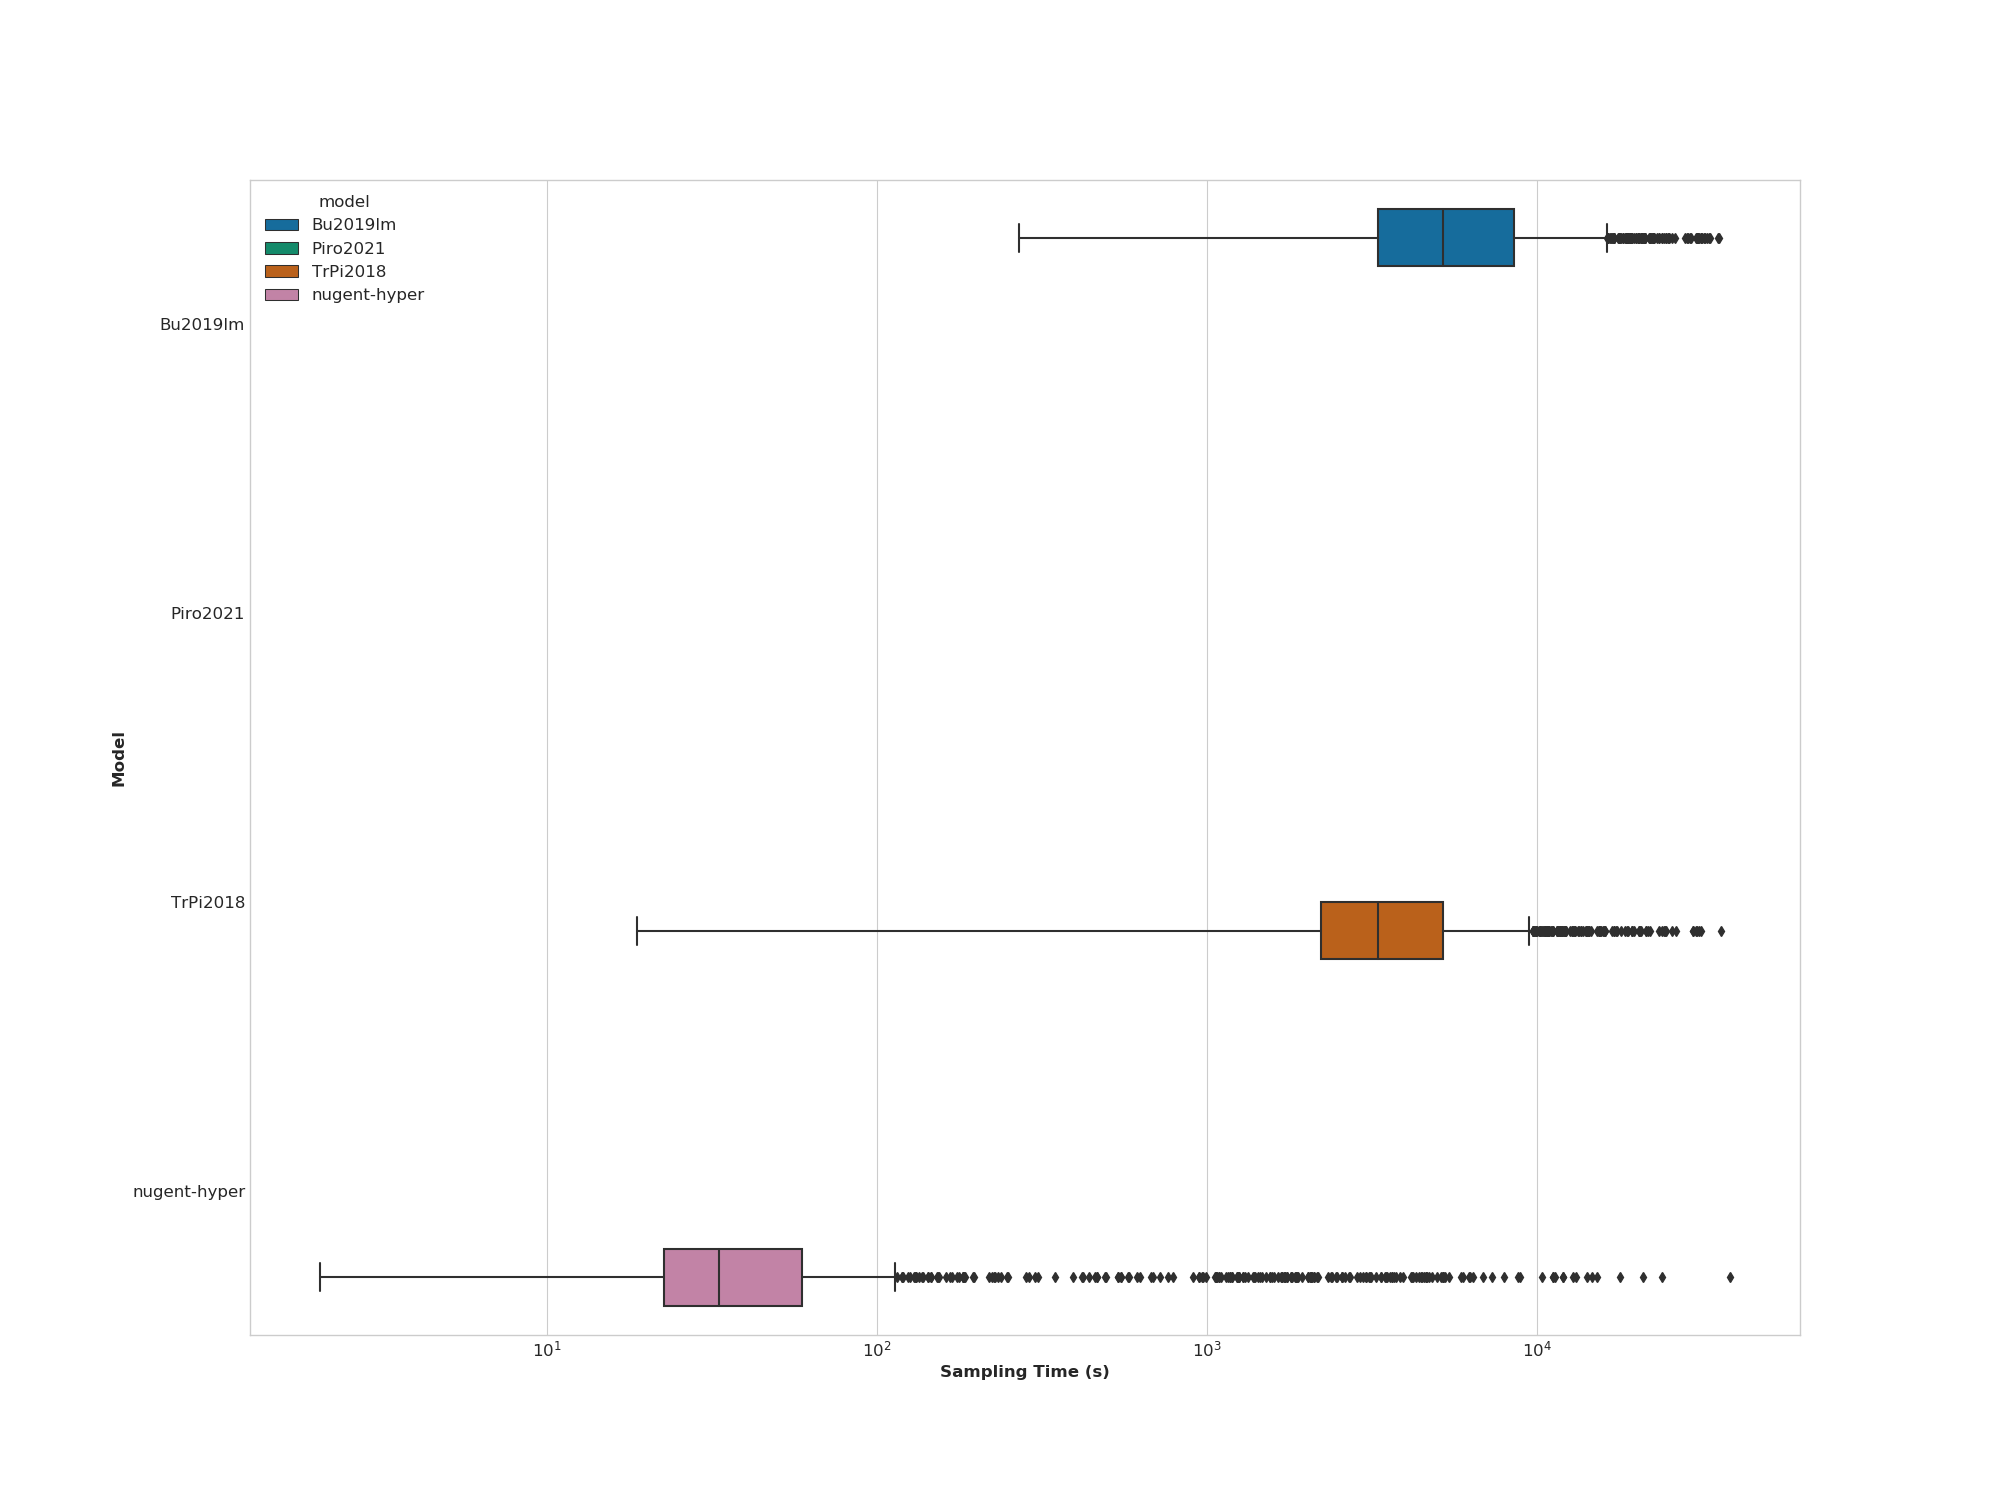 model
Bu2019lm
Piro2021
TrPi2018
nugent-hyper
Bu2019lm
Piro2021
TrPi2018
nugent-hyper
Model
10¹
10²
10³
10⁴
Sampling Time (s)